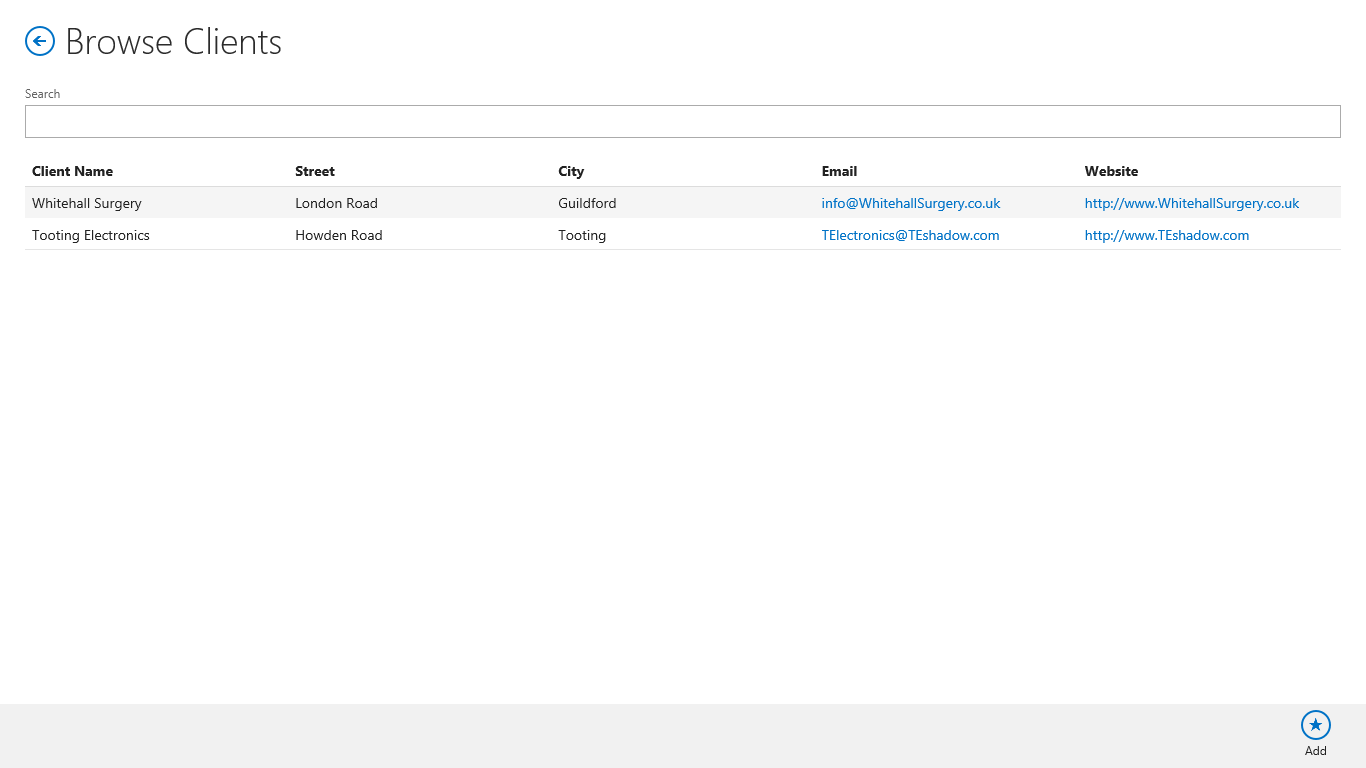 Browse Clients
Search
Client Name Street City Email Website
Whitehall Surgery London Road Guildford info@WhitehallSurgery.co.uk http://www.WhitehallSurgery.co.uk
Tooting Electronics Howden Road Tooting TElectronics@TEshadow.com http://www.TEshadow.com
Add